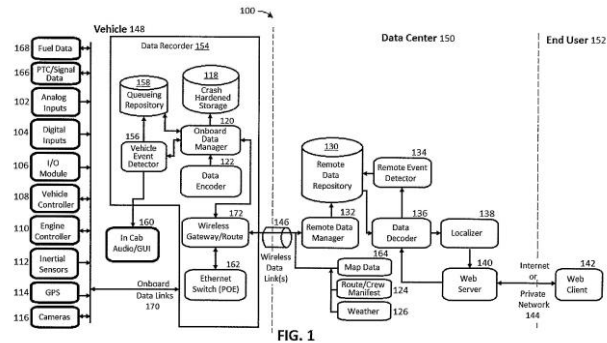 100
Vehicle 148
Data Center 150
End User 152
168
Fuel Data
166
PTC/Signal
Data
102
Analog
Inputs
104
Digital
Inputs
106
I/O
Module
108
Vehicle
Controller
110
Engine
Controller
112
Inertial
Sensors
114
GPS
116
Cameras
Data Recorder 154
158
Queueing
Repository
118
Crash
Hardened
Storage
156
Vehicle
Event
Detector
120
Onboard
Data
Manager
122
Data
Encoder
160
In Cab
Audio/GUI
172
Wireless
Gateway/Route
162
Ethernet
Switch (POE)
Onboard
Data Links
170
146
Wireless
Data
Link(s)
130
Remote
Data
Repository
134
Remote Event
Detector
132
Remote Data
Manager
136
Data
Decoder
138
Localizer
164
Map Data
Route/Crew
Manifest
124
Weather
126
140
Web
Server
Internet
or
Private
Network
144
142
Web
Client
FIG. 1